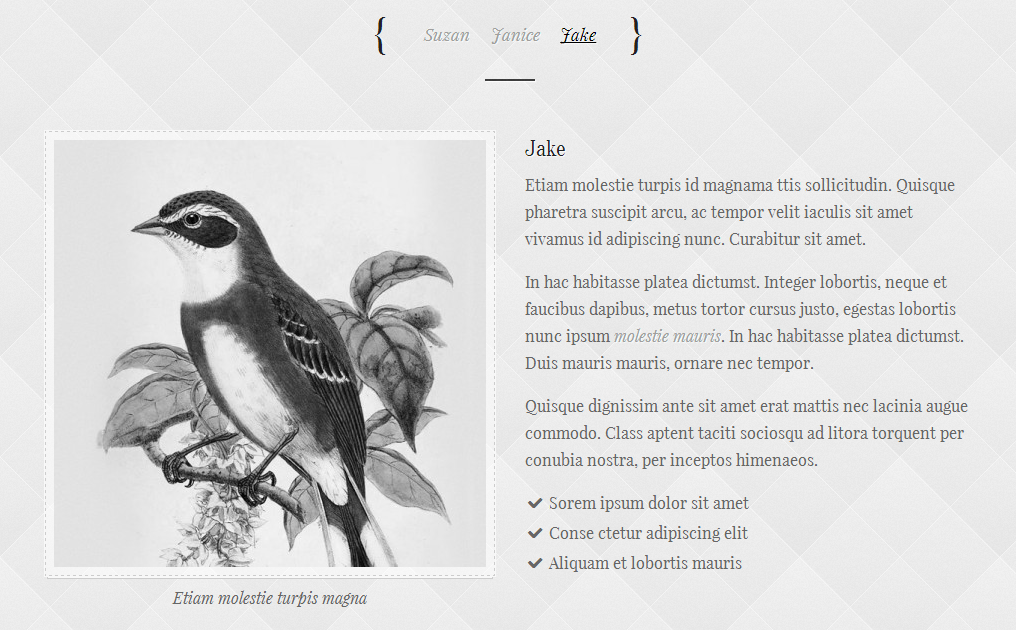 { Suzan Janice Jake }
Jake
Etiam molestie turpis id magnama ttis sollicitudin. Quisque
pharetra suscipit arcu, ac tempor velit iaculis sit amet
vivamus id adipiscing nunc. Curabitur sit amet.
In hac habitasse platea dictumst. Integer lobortis, neque et
faucibus dapibus, metus tortor cursus justo, egestas lobortis
nunc ipsum molestie mauris. In hac habitasse platea dictumst.
Duis mauris mauris, ornare nec tempor.
Quisque dignissim ante sit amet erat mattis nec lacinia augue
commodo. Class aptent taciti sociosqu ad litora torquent per
conubia nostra, per inceptos himenaeos.
✔ Sorem ipsum dolor sit amet
✔ Conse ctetur adipiscing elit
✔ Aliquam et lobortis mauris
Etiam molestie turpis magna